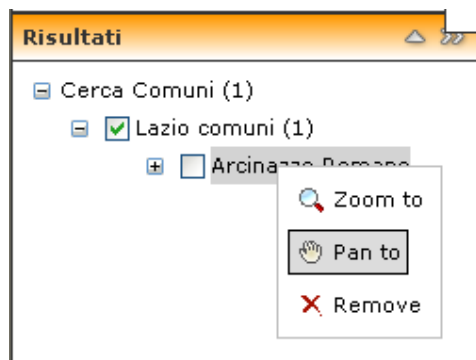 Risultati
Cerca Comuni (1)
Lazio comuni (1)
Arcinazzo Romano
Zoom to
Pan to
Remove